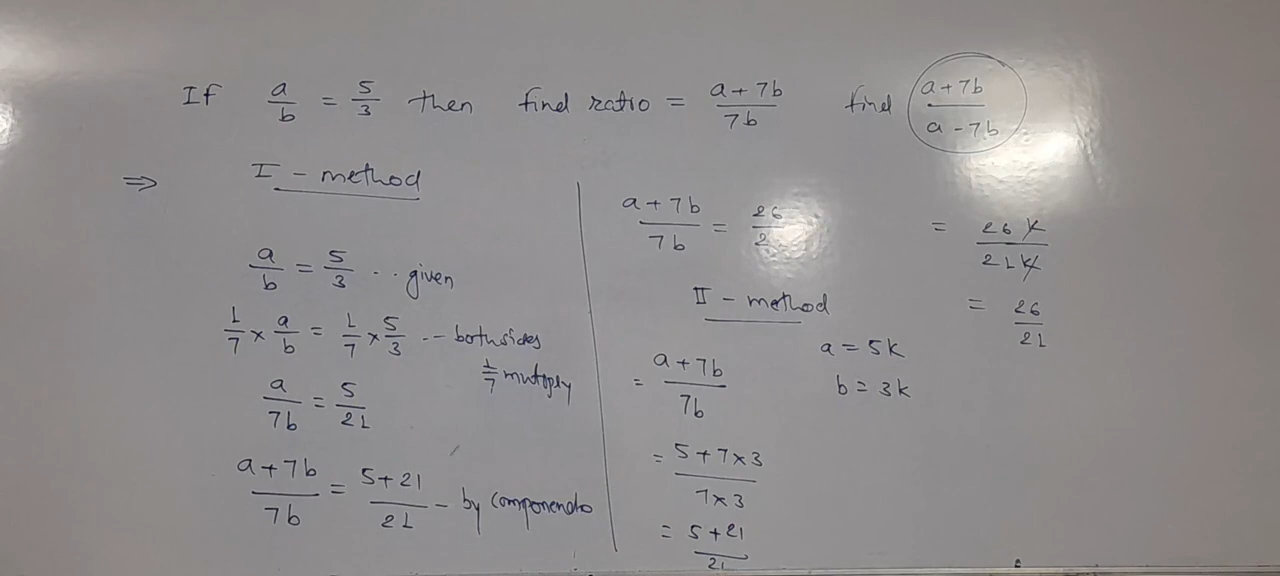 If a/b = 5/3 then find ratio = a+7b/7b find a+7b/a-7b
⇒ I - method
a/b = 5/3 .. given
1/7 × a/b = 1/7 × 5/3 -- bothsides
1/7 mutiply
a/7b = 5/21
a+7b/7b = 5+21/21 - by componendo
a+7b/7b = 26/2
II - method
= a+7b/7b
a = 5k
b = 3k
= 5+7×3/7×3
= 5+21/21
= 26k/21k
= 26/21